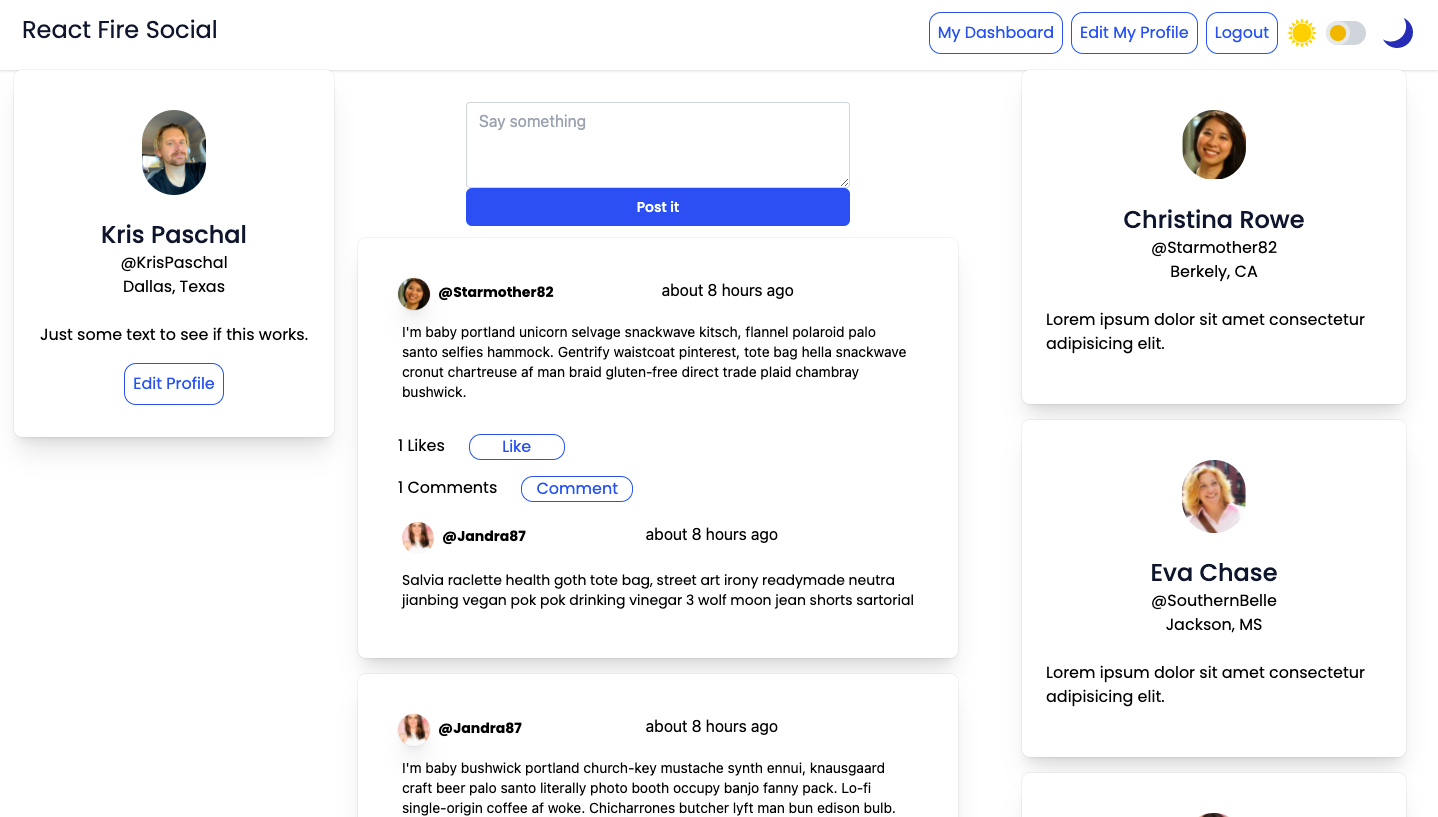 React Fire Social
My Dashboard
Edit My Profile
Logout
Kris Paschal
@KrisPaschal
Dallas, Texas
Just some text to see if this works.
Edit Profile
Say something
Post it
@Starmother82
about 8 hours ago
I'm baby portland unicorn selvage snackwave kitsch, flannel polaroid palo
santo selfies hammock. Gentrify waistcoat pinterest, tote bag hella snackwave
cronut chartreuse af man braid gluten-free direct trade plaid chambray
bushwick.
1 Likes
Like
1 Comments
Comment
@Jandra87
about 8 hours ago
Salvia raclette health goth tote bag, street art irony readymade neutra
jianbing vegan pok pok drinking vinegar 3 wolf moon jean shorts sartorial
@Jandra87
about 8 hours ago
I'm baby bushwick portland church-key mustache synth ennui, knausgaard
craft beer palo santo literally photo booth occupy banjo fanny pack. Lo-fi
single-origin coffee af woke. Chicharrones butcher lyft man bun edison bulb.
Christina Rowe
@Starmother82
Berkely, CA
Lorem ipsum dolor sit amet consectetur
adipisicing elit.
Eva Chase
@SouthernBelle
Jackson, MS
Lorem ipsum dolor sit amet consectetur
adipisicing elit.